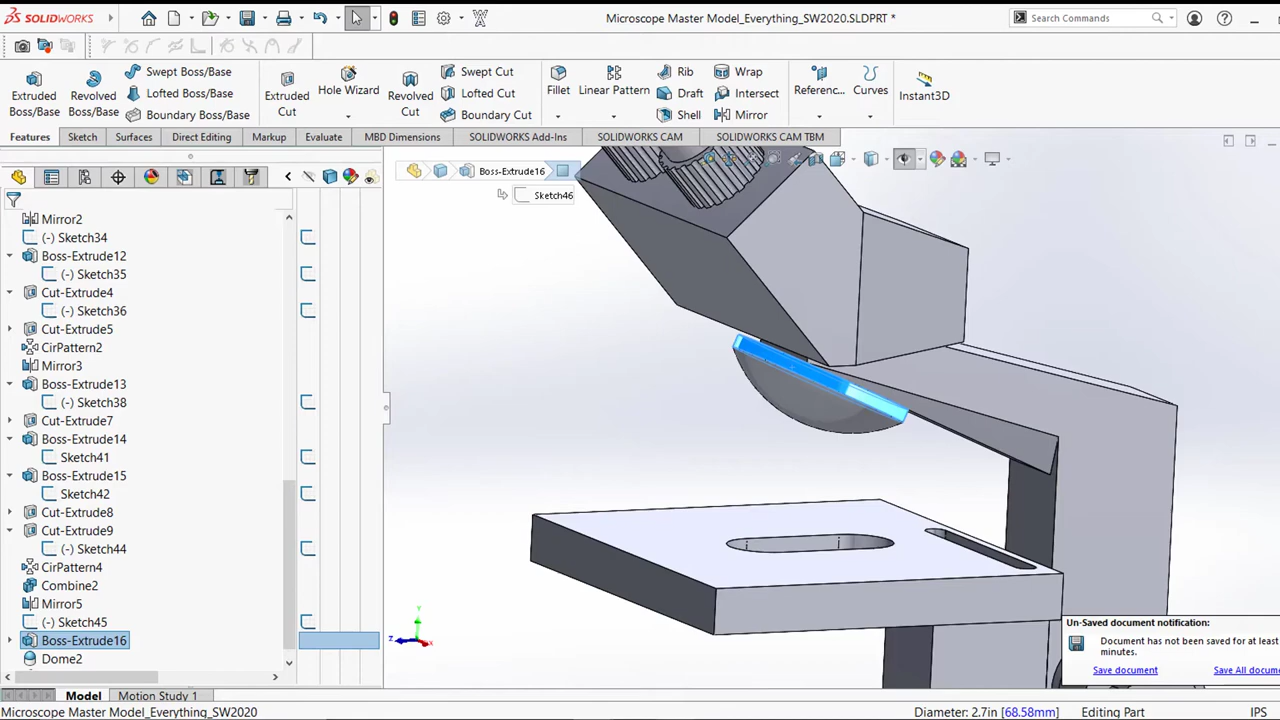 SOLIDWORKS
Microscope Master Model_Everything_SW2020.SLDPRT *
Search Commands
Extruded Boss/Base
Revolved Boss/Base
Swept Boss/Base
Lofted Boss/Base
Boundary Boss/Base
Extruded Cut
Hole Wizard
Revolved Cut
Swept Cut
Lofted Cut
Boundary Cut
Fillet
Linear Pattern
Rib
Draft
Shell
Wrap
Intersect
Mirror
Referenc...
Curves
Instant3D
Features
Sketch
Surfaces
Direct Editing
Markup
Evaluate
MBD Dimensions
SOLIDWORKS Add-Ins
SOLIDWORKS CAM
SOLIDWORKS CAM TBM
Boss-Extrude16
Sketch46
Mirror2
(-) Sketch34
Boss-Extrude12
(-) Sketch35
Cut-Extrude4
(-) Sketch36
Cut-Extrude5
CirPattern2
Mirror3
Boss-Extrude13
(-) Sketch38
Cut-Extrude7
Boss-Extrude14
Sketch41
Boss-Extrude15
Sketch42
Cut-Extrude8
Cut-Extrude9
(-) Sketch44
CirPattern4
Combine2
Mirror5
(-) Sketch45
Boss-Extrude16
Dome2
Y
Z
X
Un-Saved document notification:
Document has not been saved for at least
minutes.
Save document
Save All docume
Model
Motion Study 1
Microscope Master Model_Everything_SW2020
Diameter: 2.7in [68.58mm]
Editing Part
IPS